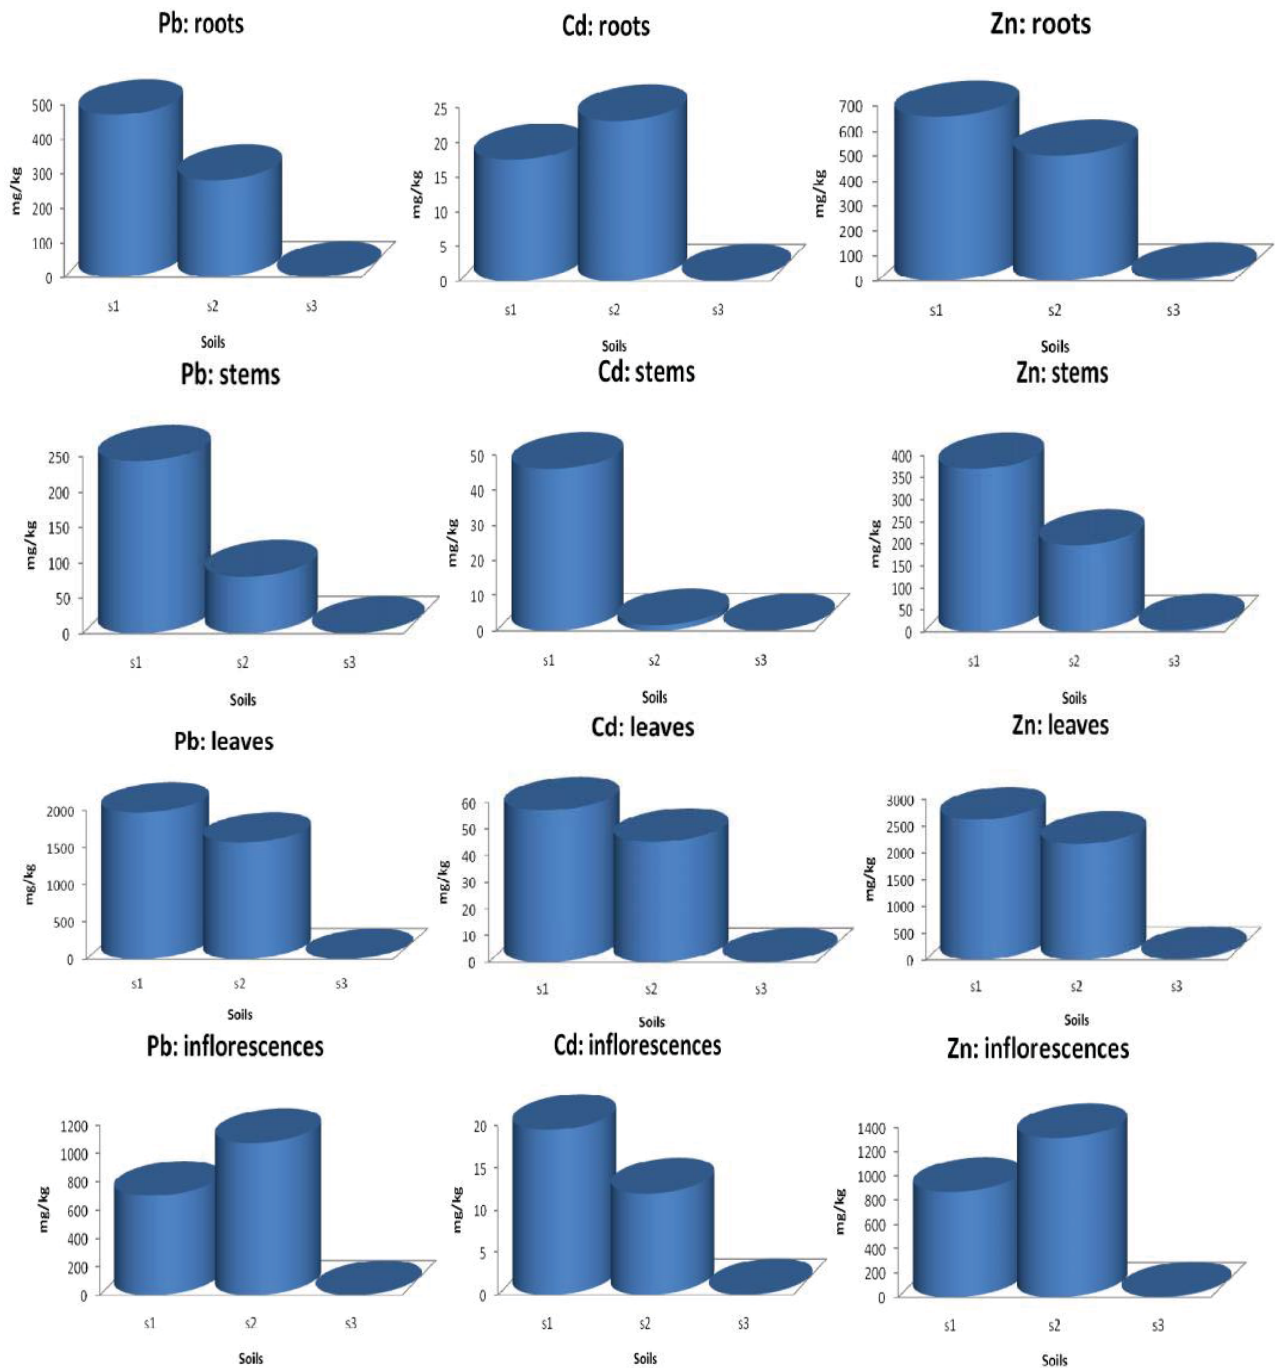 Pb: roots
Cd: roots
Zn: roots
mg/kg
500
400
300
200
100
0
s1
s2
s3
Soils
mg/kg
25
20
15
10
5
0
s1
s2
s3
Soils
mg/kg
700
600
500
400
300
200
100
0
s1
s2
s3
Soils
Pb: stems
Cd: stems
Zn: stems
mg/kg
250
200
150
100
50
0
s1
s2
s3
Soils
mg/kg
50
40
30
20
10
0
s1
s2
s3
Soils
mg/kg
400
350
300
250
200
150
100
50
0
s1
s2
s3
Soils
Pb: leaves
Cd: leaves
Zn: leaves
mg/kg
2000
1500
1000
500
0
s1
s2
s3
Soils
mg/kg
60
50
40
30
20
10
0
s1
s2
s3
Soils
mg/kg
3000
2500
2000
1500
1000
500
0
s1
s2
s3
Soils
Pb: inflorescences
Cd: inflorescences
Zn: inflorescences
mg/kg
1200
1000
800
600
400
200
0
s1
s2
s3
Soils
mg/kg
20
15
10
5
0
s1
s2
s3
Soils
mg/kg
1400
1200
1000
800
600
400
200
0
s1
s2
s3
Soils